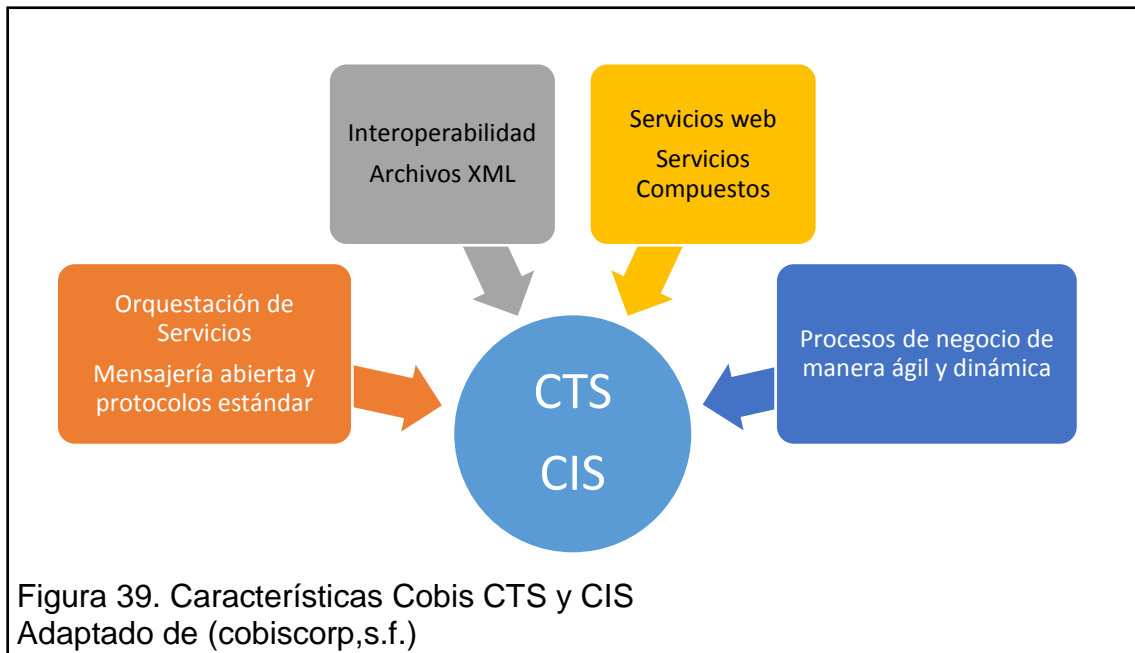 Interoperabilidad
Archivos XML
Servicios web
Servicios
Compuestos
Orquestación de
Servicios
Mensajería abierta y
protocolos estándar
Procesos de negocio de
manera ágil y dinámica
CTS
CIS
Figura 39. Características Cobis CTS y CIS
Adaptado de (cobiscorp,s.f.)